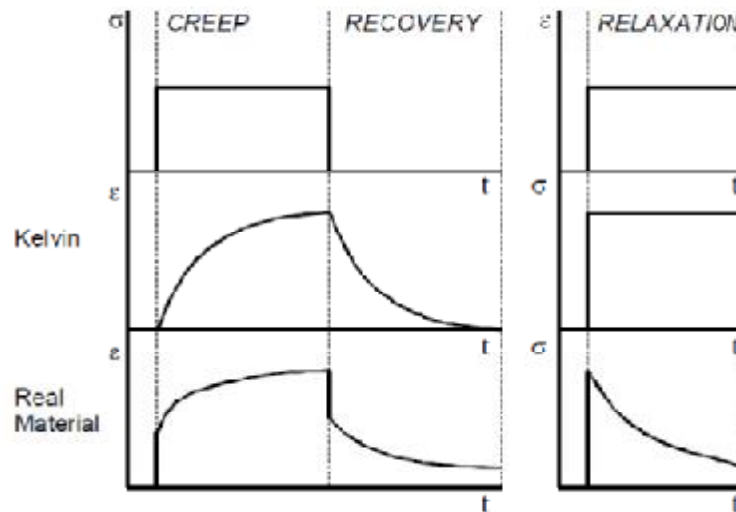 σ CREEP RECOVERY ε RELAXATION
t t
ε σ
Kelvin
t t
ε σ
Real
Material
t t